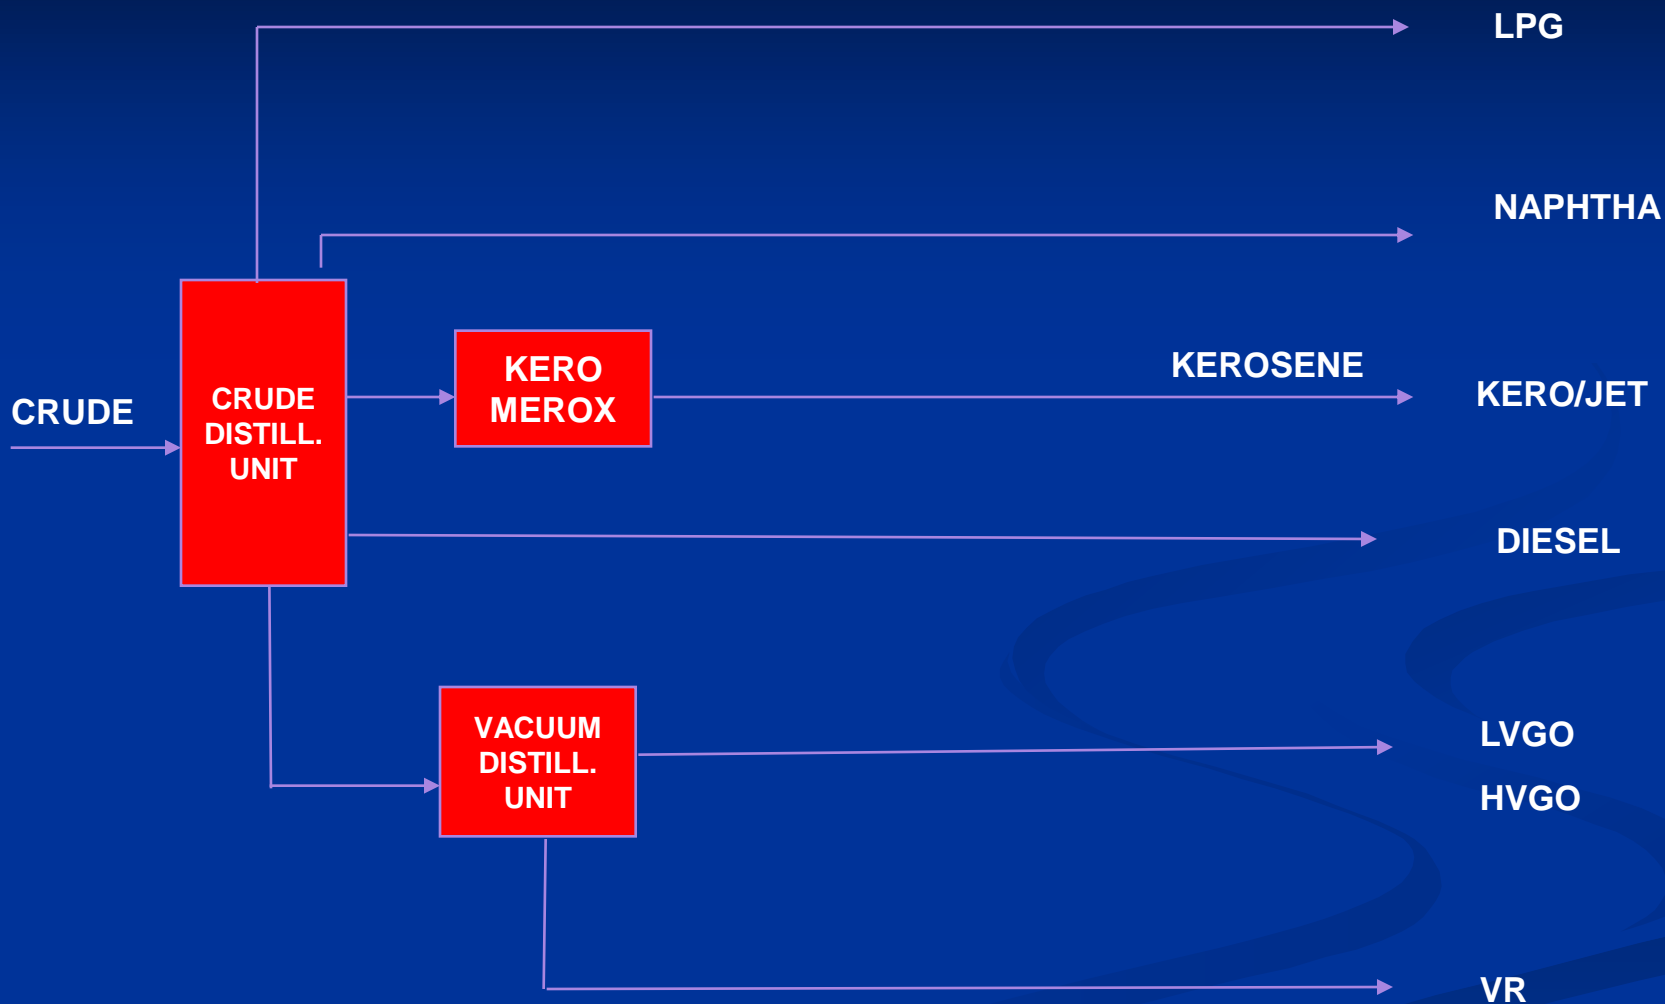 LPG
NAPHTHA
KERO
MEROX
KEROSENE
KERO/JET
CRUDE
CRUDE
DISTILL.
UNIT
DIESEL
VACUUM
DISTILL.
UNIT
LVGO
HVGO
VR